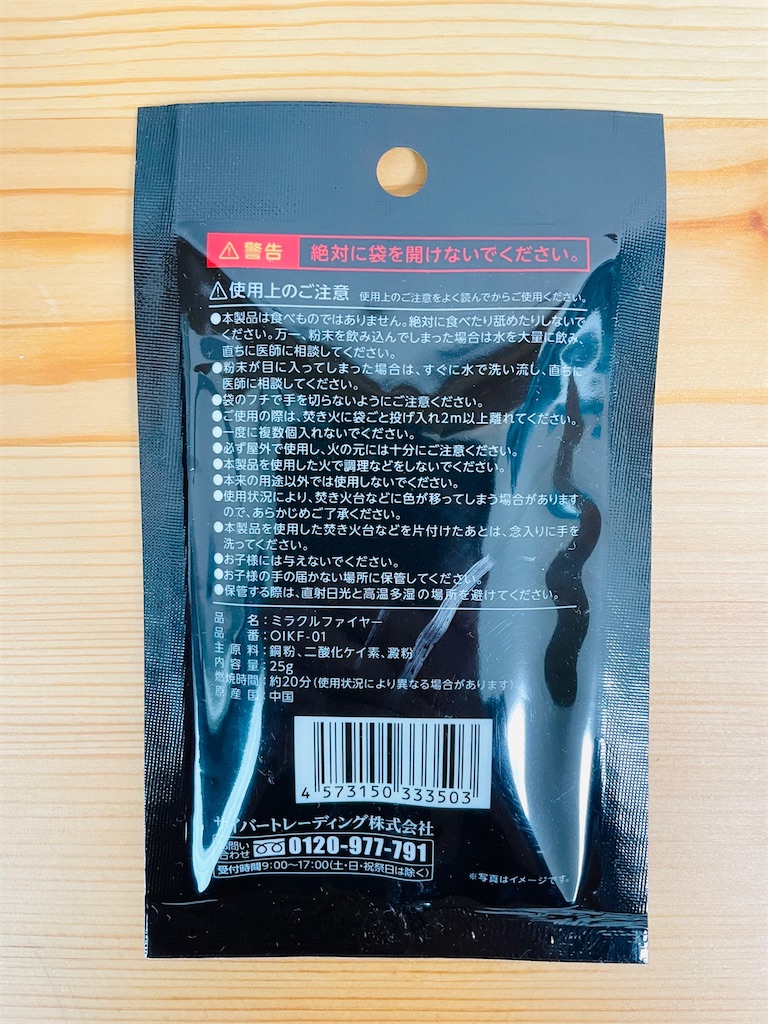 ⚠警告 絶対に袋を開けないでください。
⚠使用上のご注意 使用上のご注意をよく読んでからご使用ください。
●本製品は食べものではありません。絶対に食べたり舐めたりしないで
ください。万一、粉末を飲み込んでしまった場合は水を大量に飲み、
直ちに医師に相談してください。
●粉末が目に入ってしまった場合は、すぐに水で洗い流し、直ちに
医師に相談してください。
●袋のフチで手を切らないようにご注意ください。
●ご使用の際は、焚き火に袋ごと投げ入れ2m以上離れてください。
●一度に複数個入れないでください。
●必ず屋外で使用し、火の元には十分にご注意ください。
●本製品を使用した火で調理などをしないでください。
●本来の用途以外では使用しないでください。
●使用状況により、焚き火台などに色が移ってしまう場合があります
ので、あらかじめご了承ください。
●本製品を使用した焚き火台などを片付けたあとは、念入りに手を
洗ってください。
●お子様には与えないでください。
●お子様の手の届かない場所に保管してください。
●保管する際は、直射日光と高温多湿の場所を避けてください。
品 名：ミラクルファイヤー
品 番：OIKF-01
主原料：銅粉、二酸化ケイ素、澱粉
内容量：25g
燃焼時間：約20分(使用状況により異なる場合があります)
原産国：中国
4 573150 333503
サイバートレーディング株式会社
お問い合わせ 0120-977-791
受付時間9:00～17:00(土・日・祝祭日は除く)
※写真はイメージです。